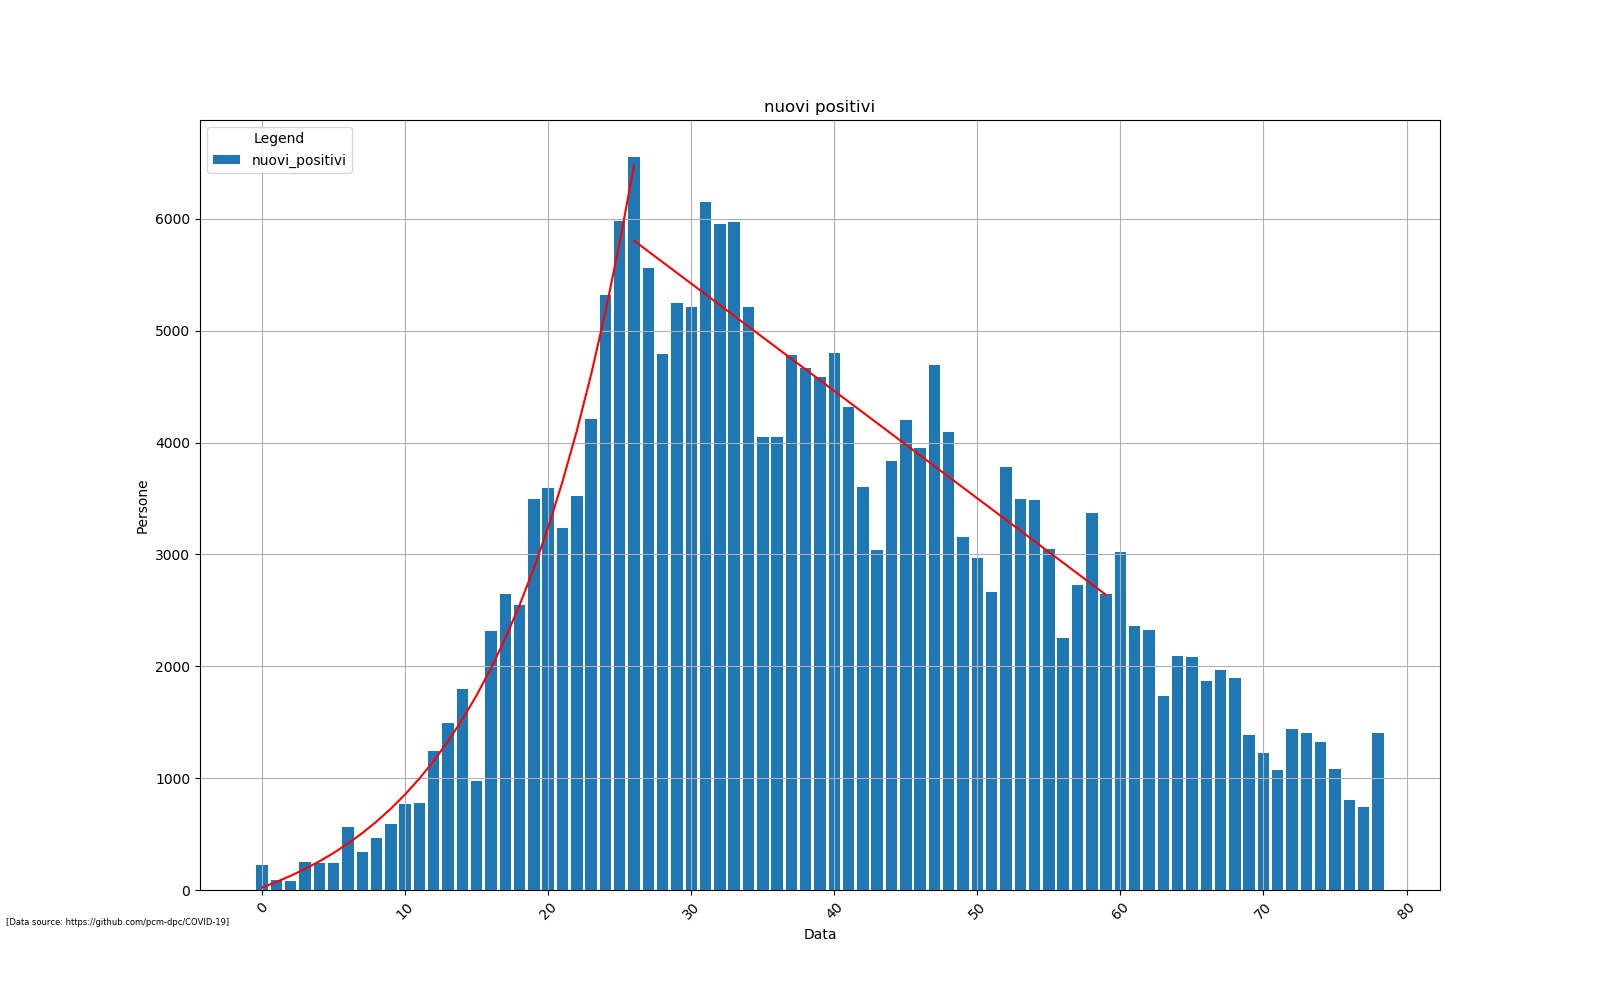 nuovi positivi
Legend
nuovi_positivi
6000
5000
4000
3000
2000
1000
0
Persone
0 10 20 30 40 50 60 70 80
Data
[Data source: https://github.com/pcm-dpc/COVID-19]